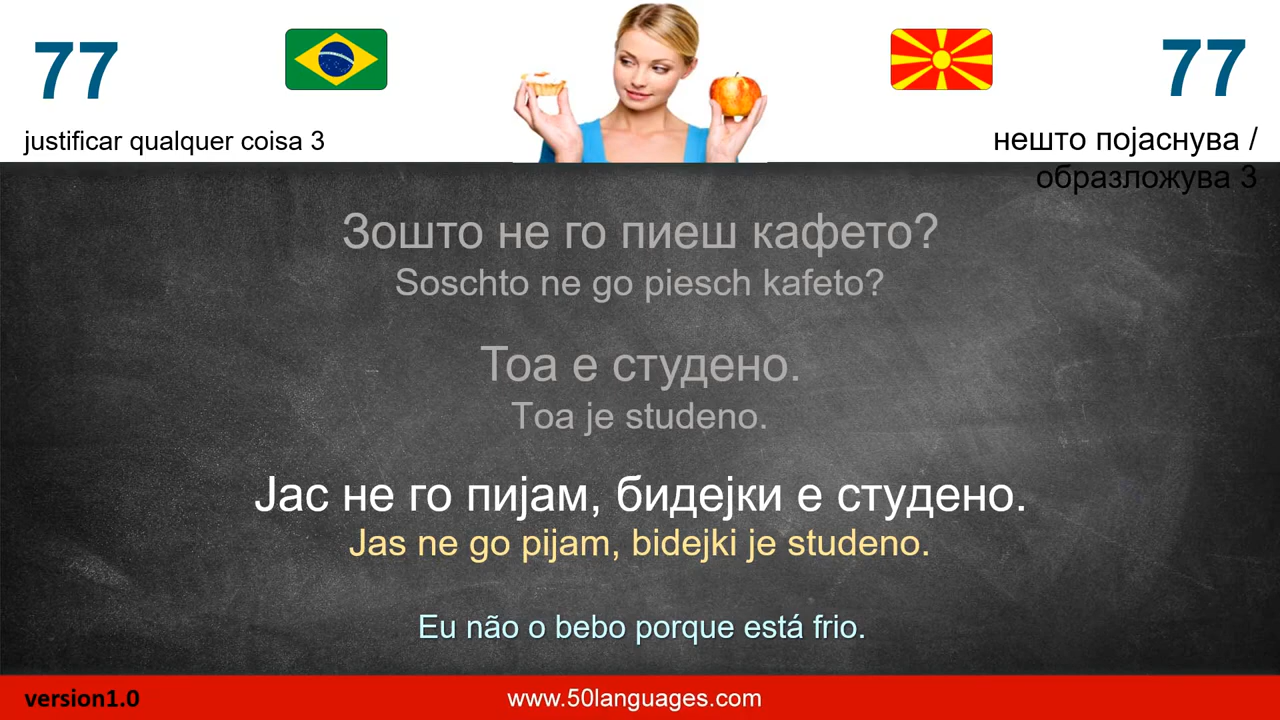 77
77
justificar qualquer coisa 3
нешто појаснува /
образложува 3
Зошто не го пиеш кафето?
Soschto ne go piesch kafeto?
Тоа е студено.
Toa je studeno.
Јас не го пијам, бидејки е студено.
Jas ne go pijam, bidejki je studeno.
Eu não o bebo porque está frio.
version1.0
www.50languages.com